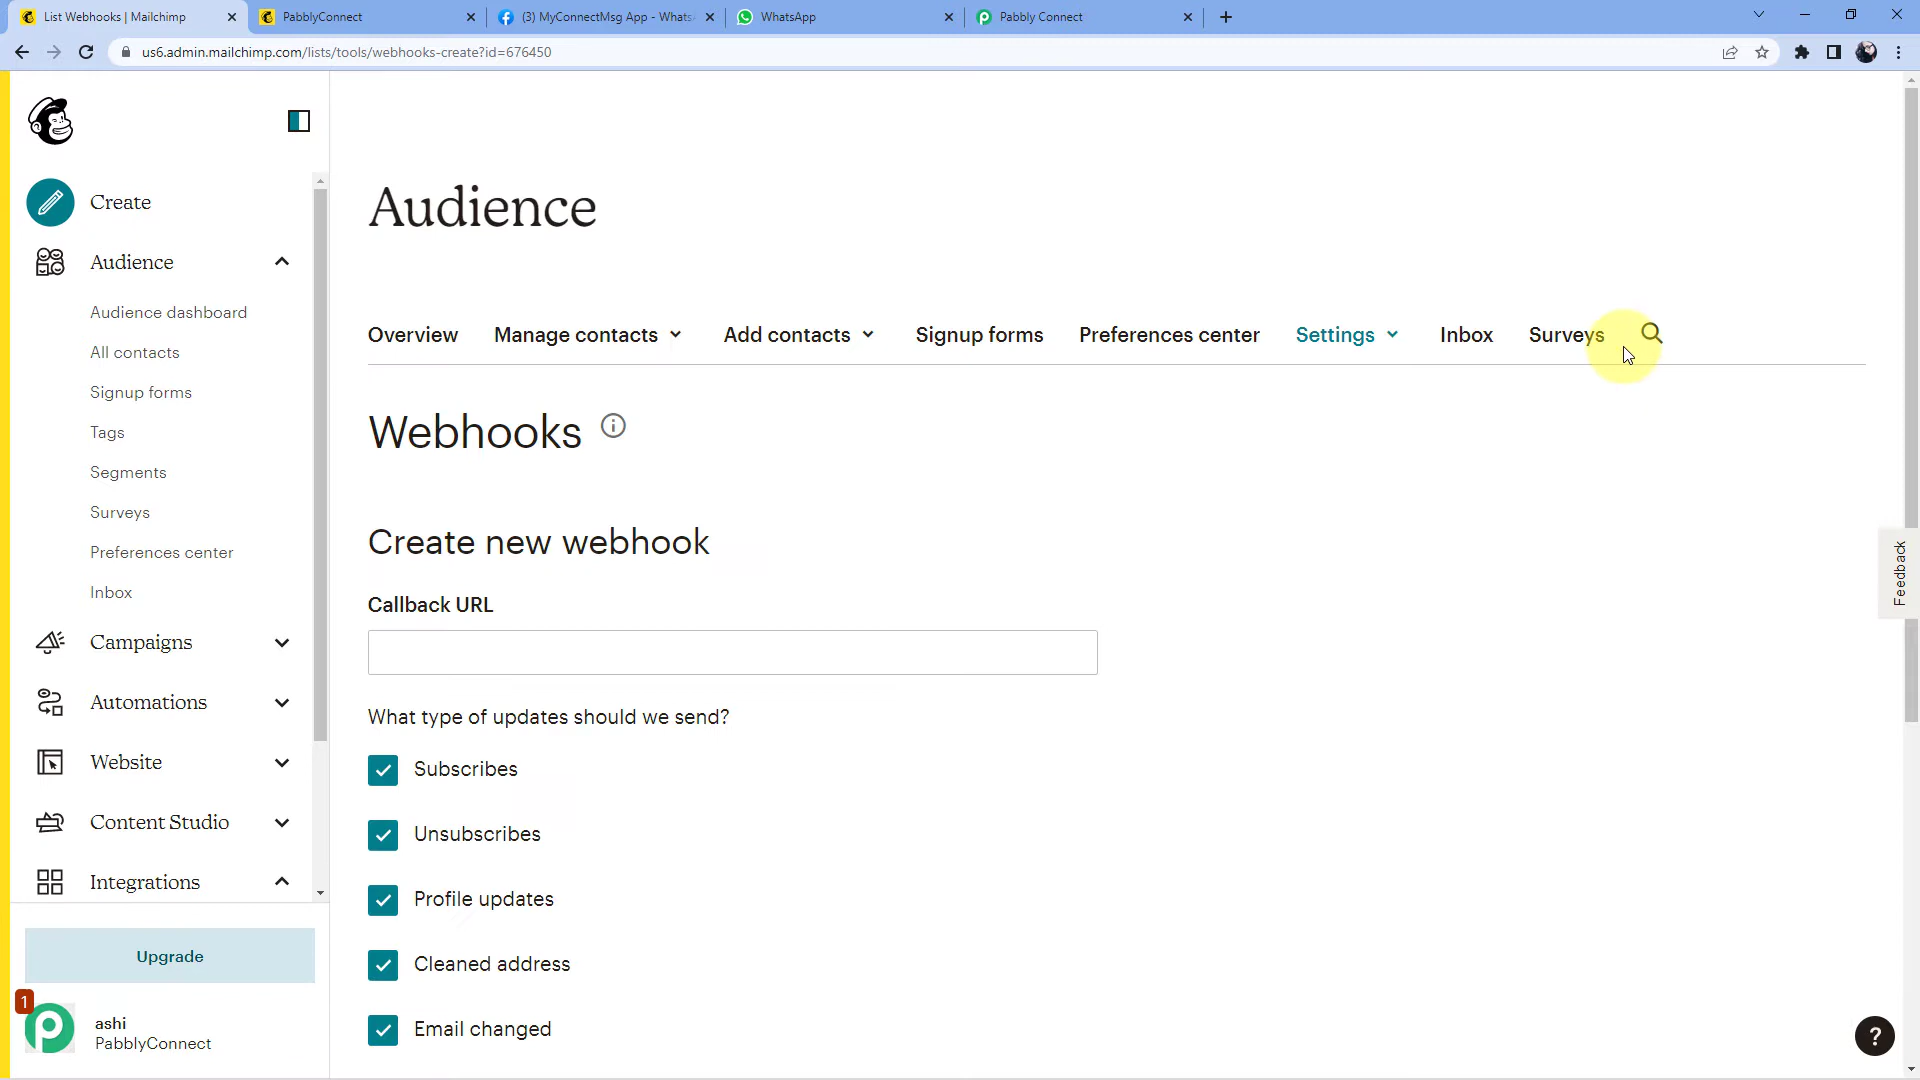 List Webhooks | Mailchimp
PabblyConnect
(3) MyConnectMsg App - Whats
WhatsApp
Pabbly Connect
us6.admin.mailchimp.com/lists/tools/webhooks-create?id=676450
Create
Audience
Audience dashboard
All contacts
Signup forms
Tags
Segments
Surveys
Preferences center
Inbox
Campaigns
Automations
Website
Content Studio
Integrations
Upgrade
1
ashi
PabblyConnect
Audience
Overview Manage contacts Add contacts Signup forms Preferences center Settings Inbox Surveys
Webhooks
Create new webhook
Callback URL
What type of updates should we send?
Subscribes
Unsubscribes
Profile updates
Cleaned address
Email changed
Feedback
?